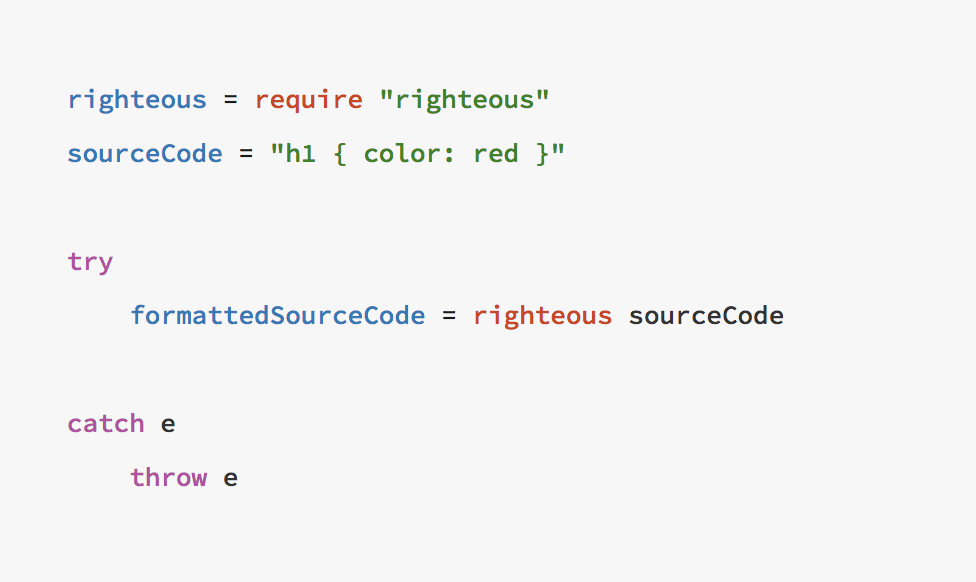 righteous = require "righteous"
sourceCode = "h1 { color: red }"
try
formattedSourceCode = righteous sourceCode
catch e
throw e